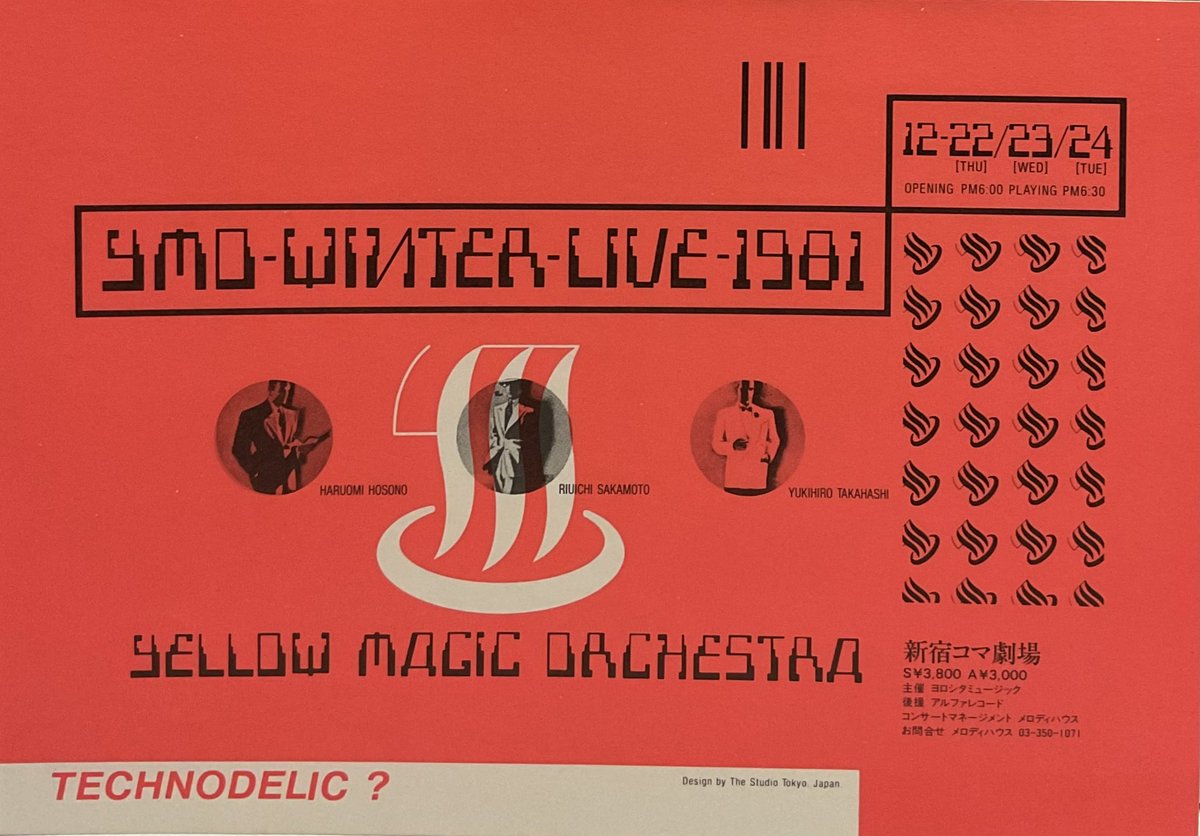 12-22/23/24
[THU] [WED] [TUE]
OPENING PM6:00 PLAYING PM6:30
YMO-WINTER-LIVE-1981
HARUOMI HOSONO
RIUICHI SAKAMOTO
YUKIHIRO TAKAHASHI
YELLOW MAGIC ORCHESTRA
新宿コマ劇場
S¥3,800 A¥3,000
主催 ヨロシタミュージック
後援 アルファレコード
コンサートマネージメント メロディハウス
お問合せ メロディハウス 03-350-1071
TECHNODELIC ?
Design by The Studio Tokyo. Japan.